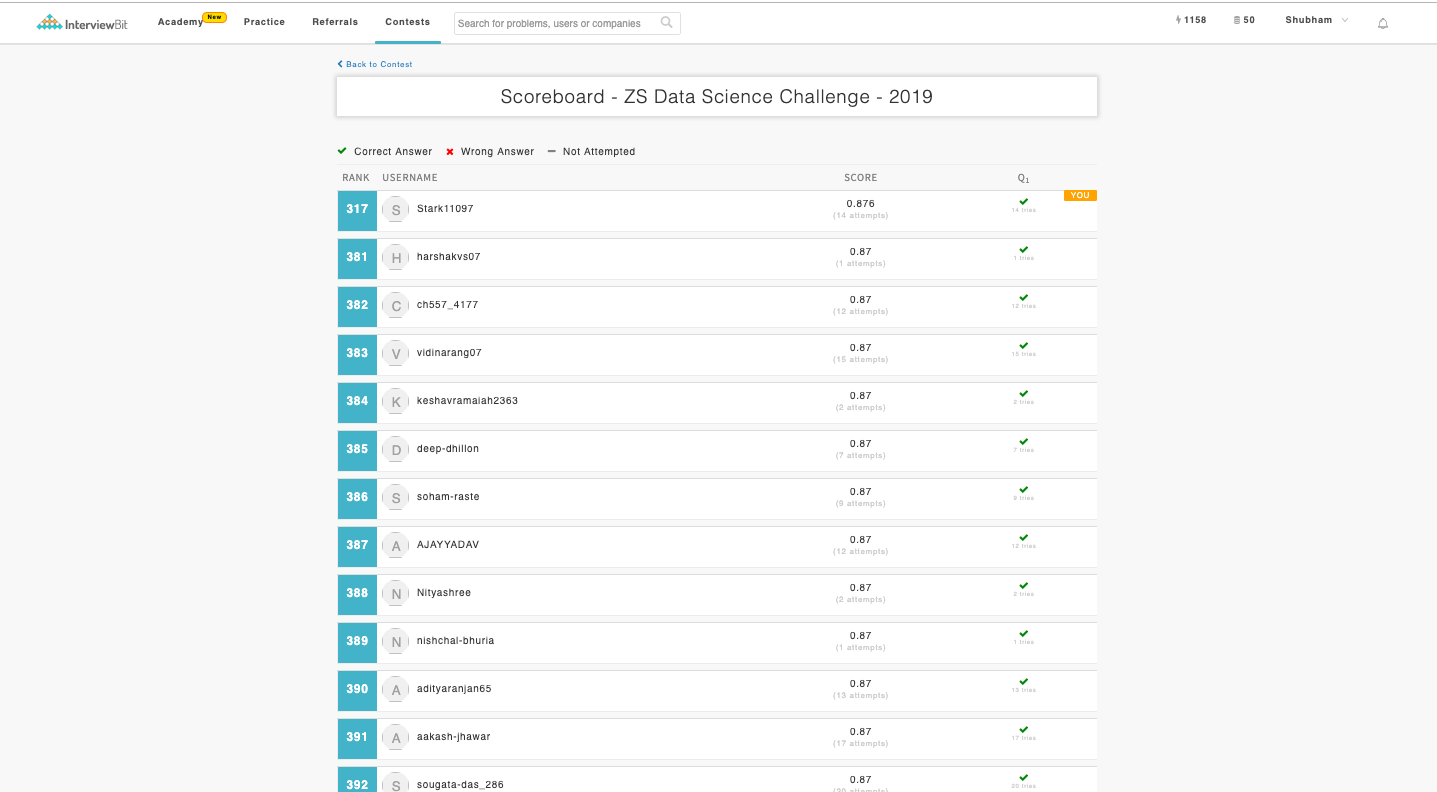 InterviewBit Academy New Practice Referrals Contests Search for problems, users or companies 1158 50 Shubham
Back to Contest
Scoreboard - ZS Data Science Challenge - 2019
Correct Answer Wrong Answer Not Attempted
RANK USERNAME SCORE Q1
YOU
317 S Stark11097 0.876
(14 attempts) 14 tries
381 H harshakvs07 0.87
(1 attempts) 1 tries
382 C ch557_4177 0.87
(12 attempts) 12 tries
383 V vidinarang07 0.87
(15 attempts) 15 tries
384 K keshavramaiah2363 0.87
(2 attempts) 2 tries
385 D deep-dhillon 0.87
(7 attempts) 7 tries
386 S soham-raste 0.87
(9 attempts) 9 tries
387 A AJAYYADAV 0.87
(12 attempts) 12 tries
388 N Nityashree 0.87
(2 attempts) 2 tries
389 N nishchal-bhuria 0.87
(1 attempts) 1 tries
390 A adityaranjan65 0.87
(13 attempts) 13 tries
391 A aakash-jhawar 0.87
(17 attempts) 17 tries
392 S sougata-das_286 0.87
(20 attempts) 20 tries